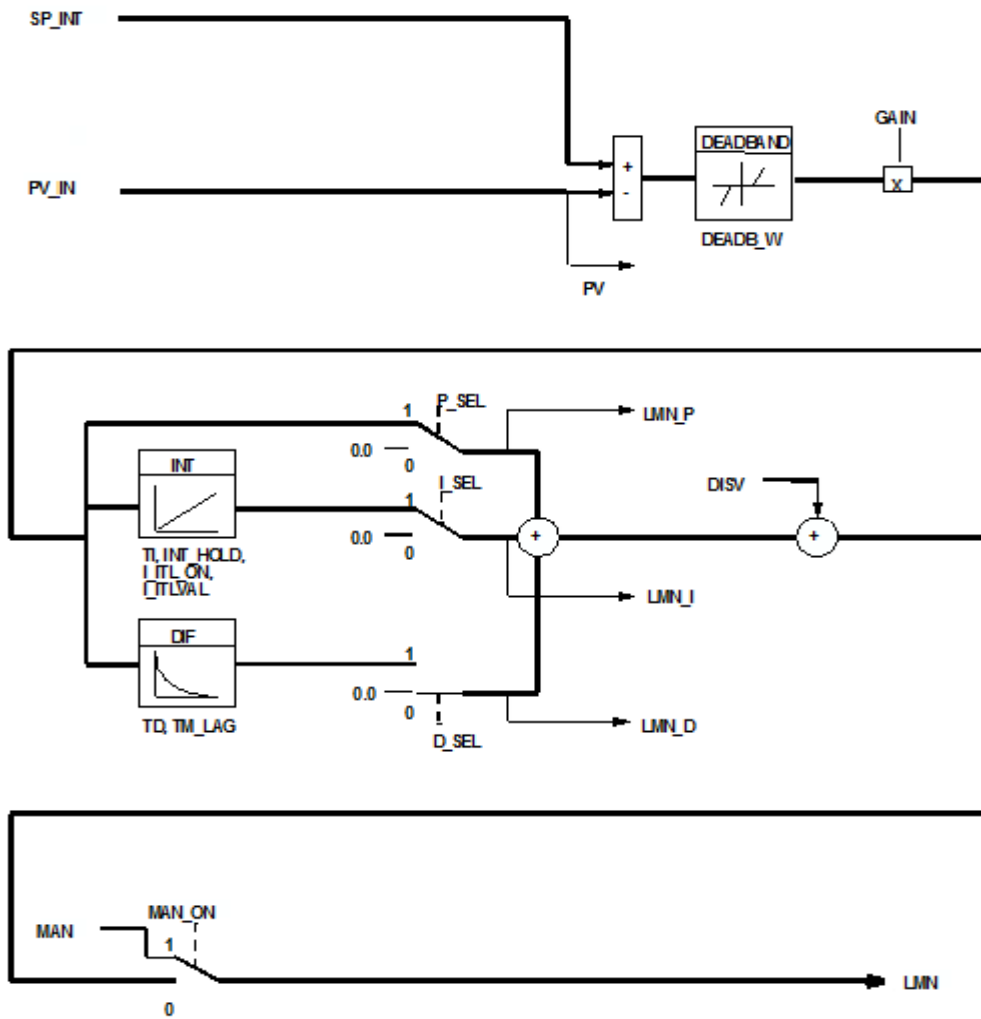 SP_INT
GAIN
DEADBAND
+
PV_IN
-
X
DEADB_W
PV
P_SEL
1
LMN_P
0.0
0
INT
I_SEL
DISV
1
0.0
+
+
0
TI, INT_HOLD,
I_ITL_ON,
I_ITLVAL
LMN_I
DIF
1
0.0
0
TD, TM_LAG
LMN_D
D_SEL
MAN_ON
MAN
1
LMN
0